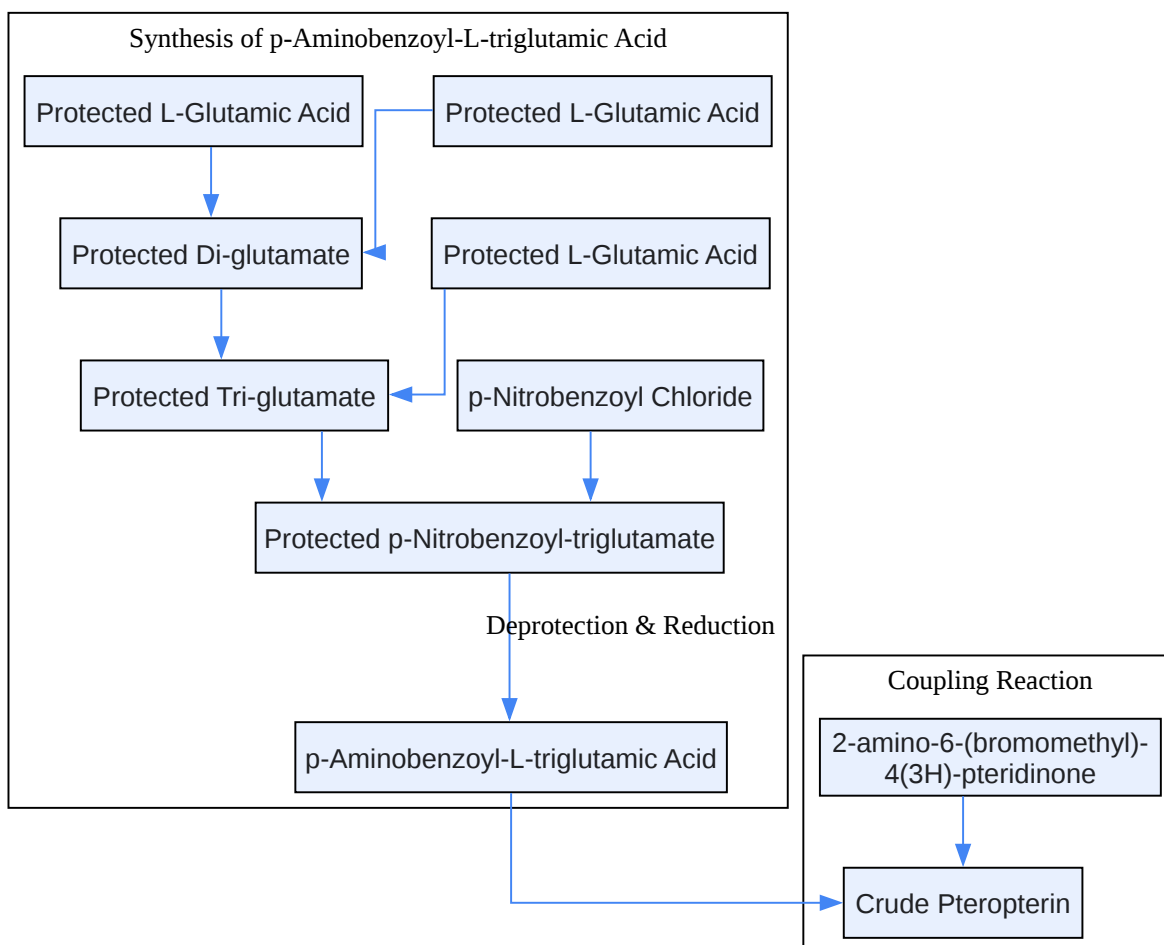 Synthesis of p-Aminobenzoyl-L-triglutamic Acid
Protected L-Glutamic Acid
Protected L-Glutamic Acid
Protected Di-glutamate
Protected L-Glutamic Acid
Protected Tri-glutamate
p-Nitrobenzoyl Chloride
Protected p-Nitrobenzoyl-triglutamate
Deprotection & Reduction
p-Aminobenzoyl-L-triglutamic Acid
Coupling Reaction
2-amino-6-(bromomethyl)-
4(3H)-pteridinone
Crude Pteropterin